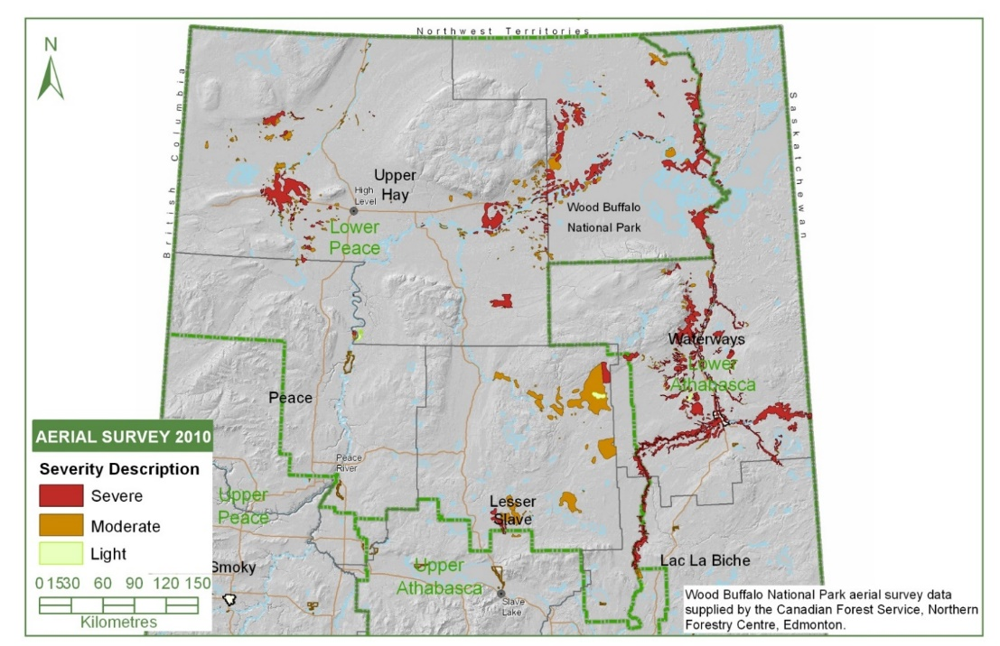 Northwest Territories
N
British Columbia
Saskatchewan
Upper
Hay
High
Level
Lower
Peace
Wood Buffalo
National Park
Waterways
Lower
Athabasca
Peace
Peace
River
AERIAL SURVEY 2010
Severity Description
Severe
Moderate
Light
0 15 30 60 90 120 150
Kilometres
Upper
Peace
Smoky
Lesser
Slave
Upper
Athabasca
Slave
Lake
Lac La Biche
Wood Buffalo National Park aerial survey data
supplied by the Canadian Forest Service, Northern
Forestry Centre, Edmonton.